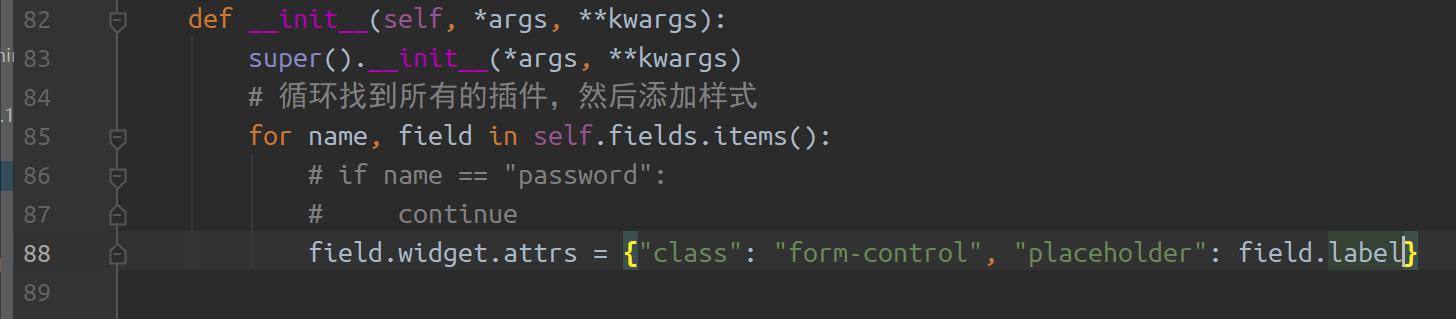 82 def __init__(self, *args, **kwargs):
83 super().__init__(*args, **kwargs)
84 # 循环找到所有的插件，然后添加样式
85 for name, field in self.fields.items():
86 # if name == "password":
87 #     continue
88 field.widget.attrs = {"class": "form-control", "placeholder": field.label}
89